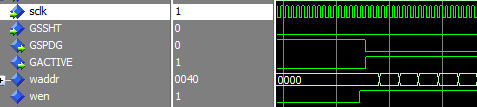 sclk 1
GSSHT 0
GSPDG 0
GACTIVE 1
waddr 0040 0000
wen 1